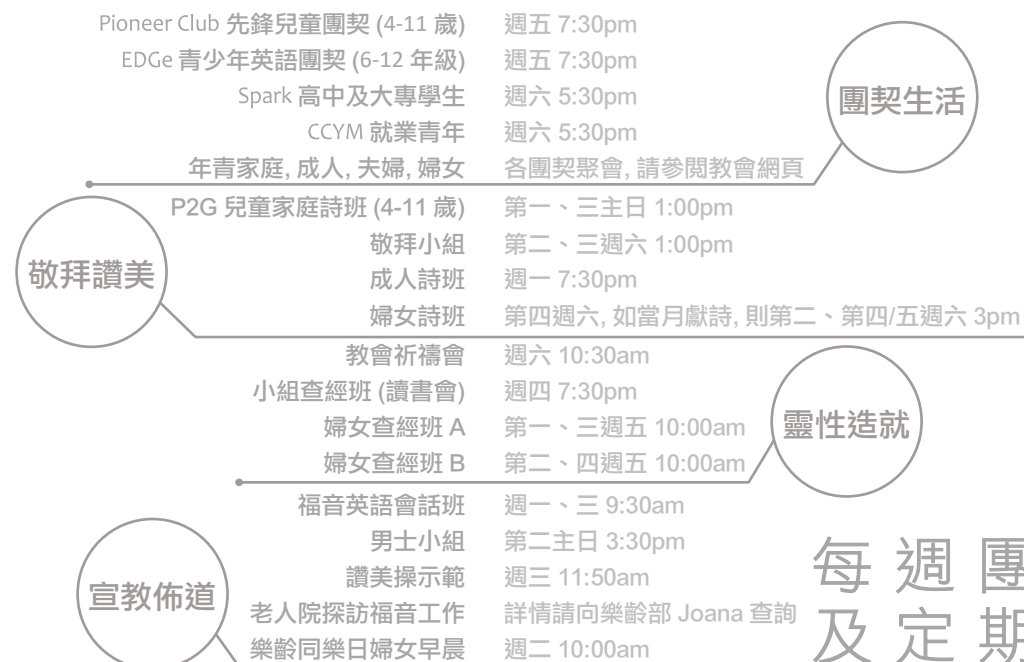 Pioneer Club 先鋒兒童團契 (4-11 歲) 週五 7:30pm
EDGe 青少年英語團契 (6-12 年級) 週五 7:30pm
Spark 高中及大專學生 週六 5:30pm
CCYM 就業青年 週六 5:30pm
年青家庭, 成人, 夫婦, 婦女 各團契聚會, 請參閱教會網頁
團契生活
P2G 兒童家庭詩班 (4-11 歲) 第一、三主日 1:00pm
敬拜小組 第二、三週六 1:00pm
成人詩班 週一 7:30pm
婦女詩班 第四週六, 如當月獻詩, 則第二、第四/五週六 3pm
敬拜讚美
教會祈禱會 週六 10:30am
小組查經班 (讀書會) 週四 7:30pm
婦女查經班 A 第一、三週五 10:00am
婦女查經班 B 第二、四週五 10:00am
靈性造就
福音英語會話班 週一、三 9:30am
男士小組 第二主日 3:30pm
讚美操示範 週三 11:50am
老人院探訪福音工作 詳情請向樂齡部 Joana 查詢
樂齡同樂日婦女早晨 週二 10:00am
宣教佈道
每週團
及定期